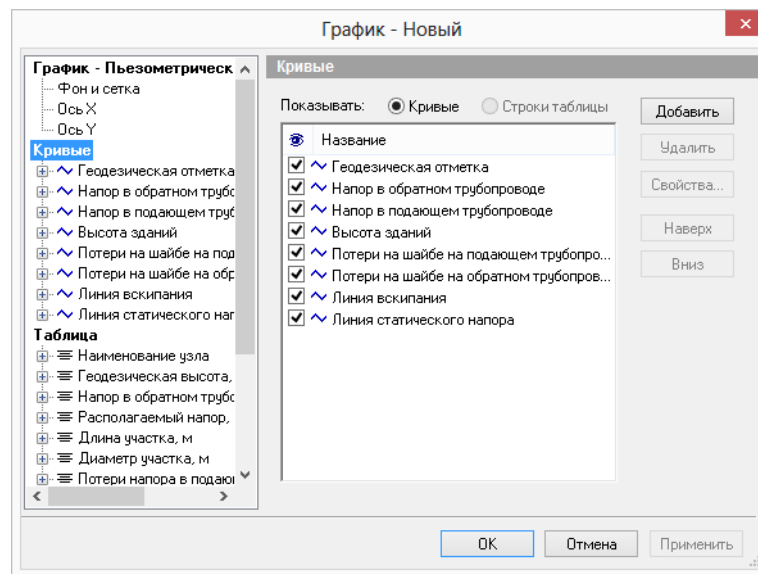 График - Новый
График - Пьезометрическ
Фон и сетка
Ось X
Ось Y
Кривые
Геодезическая отметка
Напор в обратном трубо
Напор в подающем труб
Высота зданий
Потери на шайбе на под
Потери на шайбе на обр
Линия вскипания
Линия статического нап
Таблица
Наименование узла
Геодезическая высота,
Напор в обратном трубо
Располагаемый напор,
Длина участка, м
Диаметр участка, м
Потери напора в подаю
Кривые
Показывать: Кривые Строки таблицы
Название
Геодезическая отметка
Напор в обратном трубопроводе
Напор в подающем трубопроводе
Высота зданий
Потери на шайбе на подающем трубопро...
Потери на шайбе на обратном трубопров...
Линия вскипания
Линия статического напора
Добавить
Удалить
Свойства...
Наверх
Вниз
OK Отмена Применить